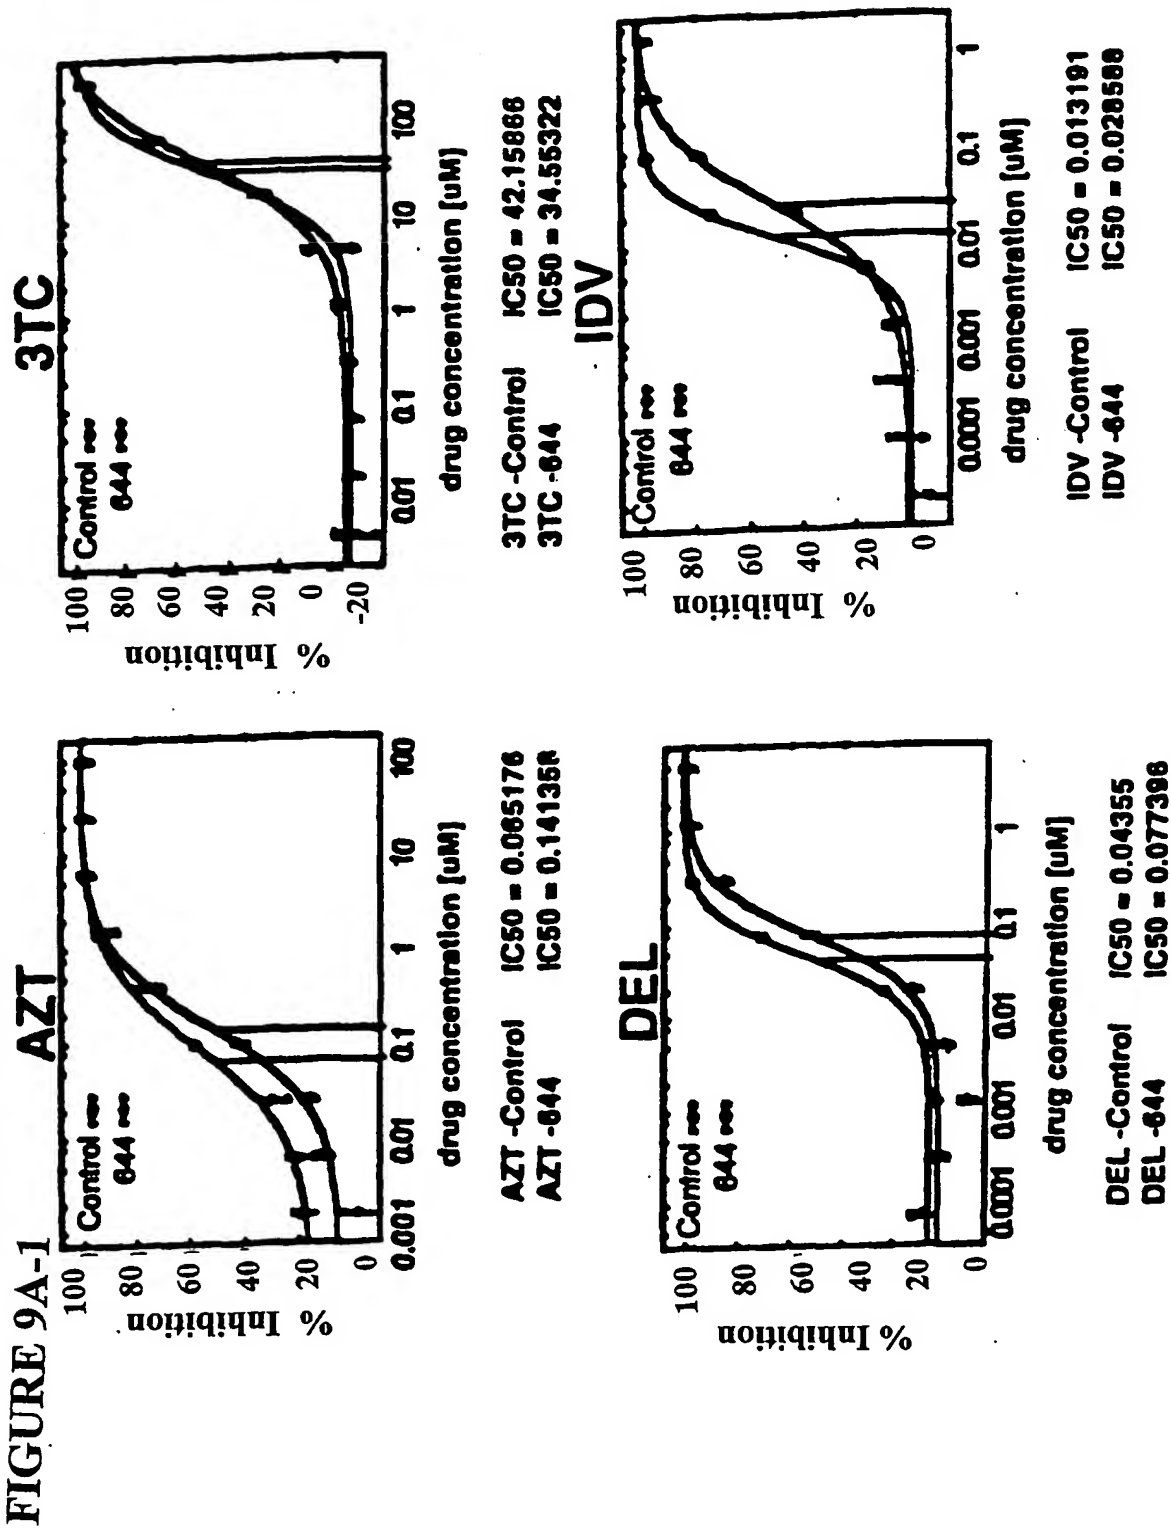 FIGURE 9A-1
AZT
Control
644
% Inhibition
100
80
60
40
20
0
0.001 0.01 0.1 1 10 100
drug concentration [uM]
AZT -Control IC50 = 0.065176
AZT -644
3TC
Control
644
% Inhibition
100
80
60
40
20
0
-20
0.01 0.1 1 10 100
drug concentration [uM]
3TC -Control IC50 = 42.15866
3TC -644 IC50 = 34.55322
DEL
Control
644
% Inhibition
100
80
60
40
20
0
0.0001 0.001 0.01 0.1 1
drug concentration [uM]
DEL -Control IC50 = 0.04355
DEL -644 IC50 = 0.077396
IDV
Control
644
% Inhibition
100
80
60
40
20
0
0.0001 0.001 0.01 0.1 1
drug concentration [uM]
IDV -Control IC50 = 0.013191
IDV -644 IC50 = 0.028588